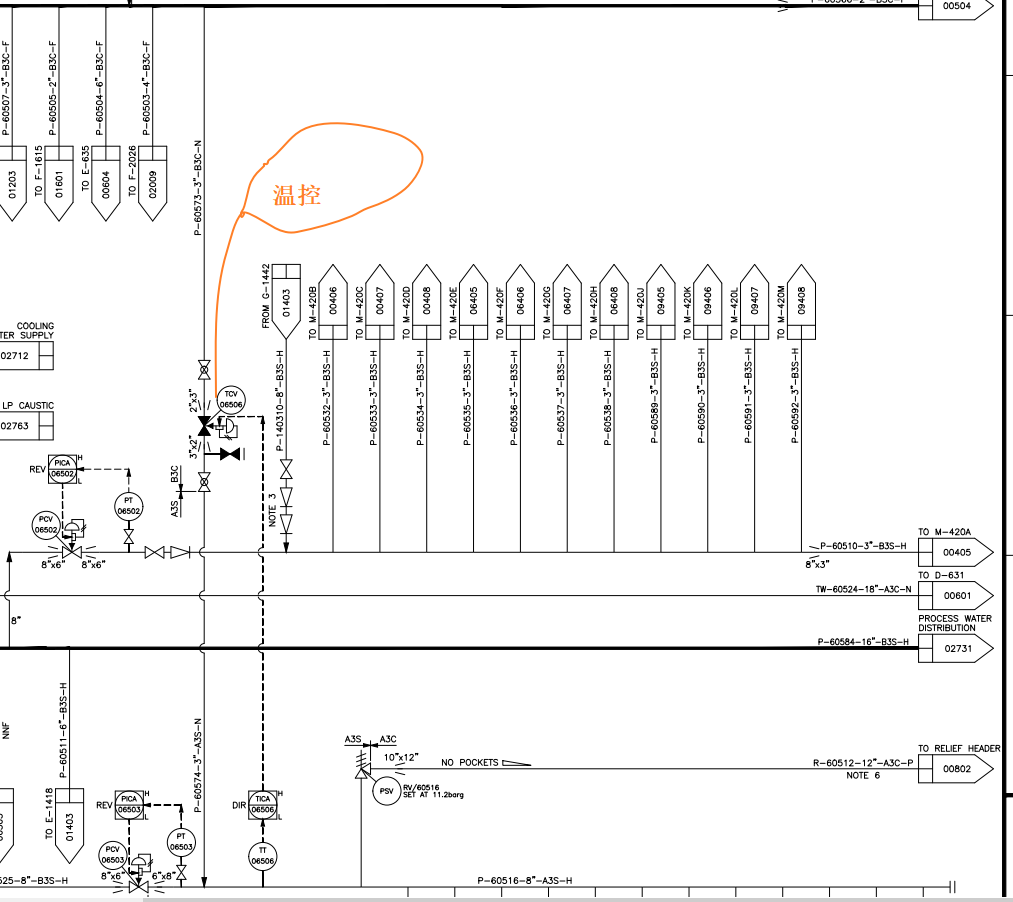 P-60507-3"-B3C-F
P-60505-2"-B3C-F
P-60504-6"-B3C-F
P-60503-4"-B3C-F
01203
TO F-1615
01601
TO E-635
00604
TO F-2026
02009
P-60573-3"-B3C-N
温控
00504
COOLING
TER SUPPLY
02712
LP CAUSTIC
02763
FROM G-1442
01403
TO M-420B
00406
TO M-420C
00407
TO M-420D
00408
TO M-420E
06405
TO M-420F
06406
TO M-420G
06407
TO M-420H
06408
TO M-420J
09405
TO M-420K
09406
TO M-420L
09407
TO M-420M
09408
P-140310-8"-B3S-H
P-60532-3"-B3S-H
P-60533-3"-B3S-H
P-60534-3"-B3S-H
P-60535-3"-B3S-H
P-60536-3"-B3S-H
P-60537-3"-B3S-H
P-60538-3"-B3S-H
P-60589-3"-B3S-H
P-60590-3"-B3S-H
P-60591-3"-B3S-H
P-60592-3"-B3S-H
2"x3"
TCV
06506
3"x2"
REV
PICA
06502
H
L
PT
06502
PCV
06502
8"x6"
8"x6"
A3S
B3C
NOTE 3
P-60510-3"-B3S-H
8"x3"
TO M-420A
00405
TW-60524-18"-A3C-N
TO D-631
00601
8"
P-60584-16"-B3S-H
PROCESS WATER
DISTRIBUTION
02731
NNF
P-60511-6"-B3S-H
TO E-1418
01403
P-60574-3"-A3S-N
REV
PICA
06503
H
L
PT
06503
PCV
06503
8"x6"
6"x8"
DIR
TICA
06506
H
L
TT
06506
A3S
A3C
10"x12"
NO POCKETS
PSV
RV/60516
SET AT 11.2barg
R-60512-12"-A3C-P
NOTE 6
TO RELIEF HEADER
00802
525-8"-B3S-H
P-60516-8"-A3S-H